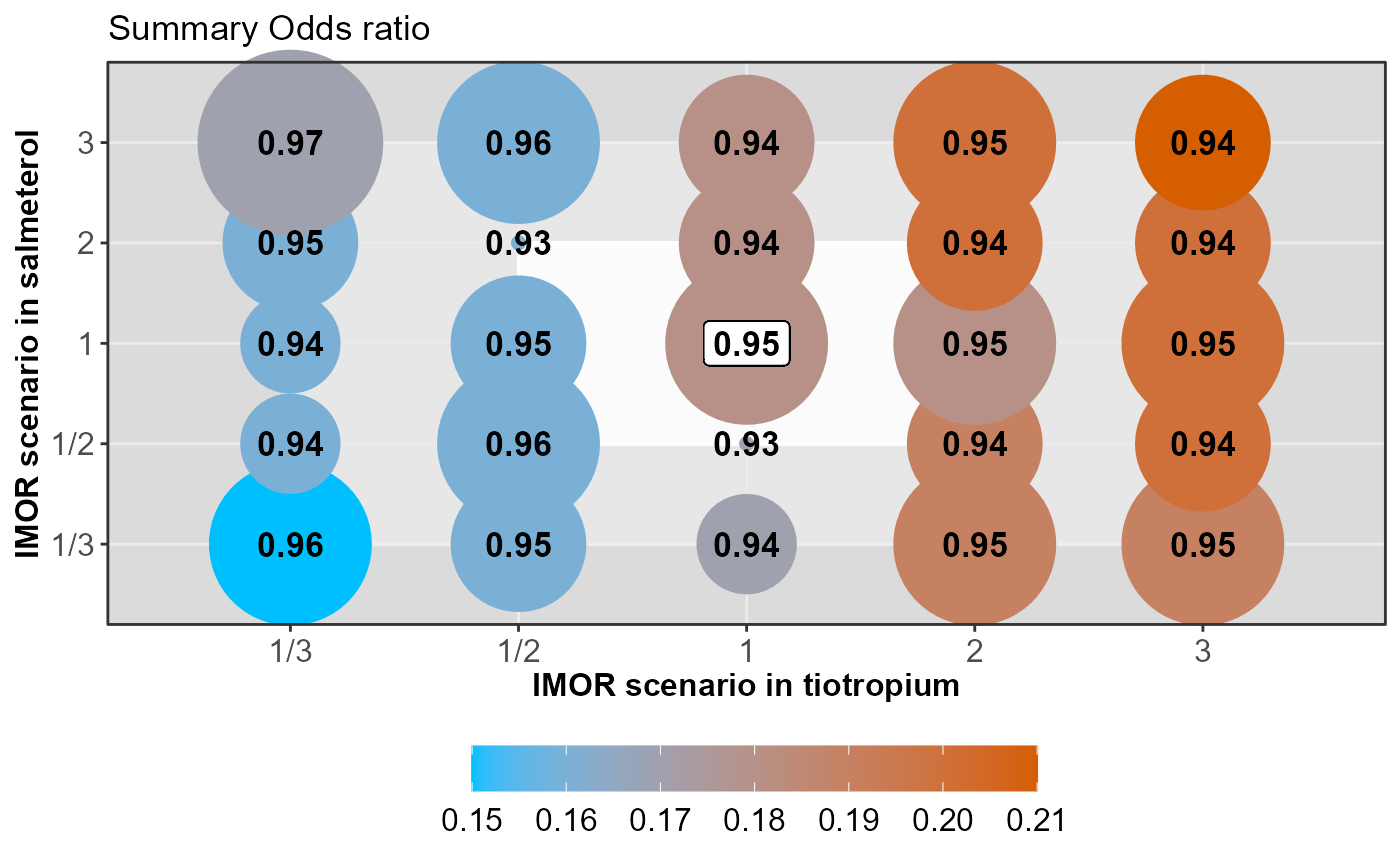 Summary Odds ratio
IMOR scenario in salmeterol
3 0.97 0.96 0.94 0.95 0.94
2 0.95 0.93 0.94 0.94 0.94
1 0.94 0.95 0.95 0.95 0.95
1/2 0.94 0.96 0.93 0.94 0.94
1/3 0.96 0.95 0.94 0.95 0.95
1/3 1/2 1 2 3
IMOR scenario in tiotropium
0.15 0.16 0.17 0.18 0.19 0.20 0.21